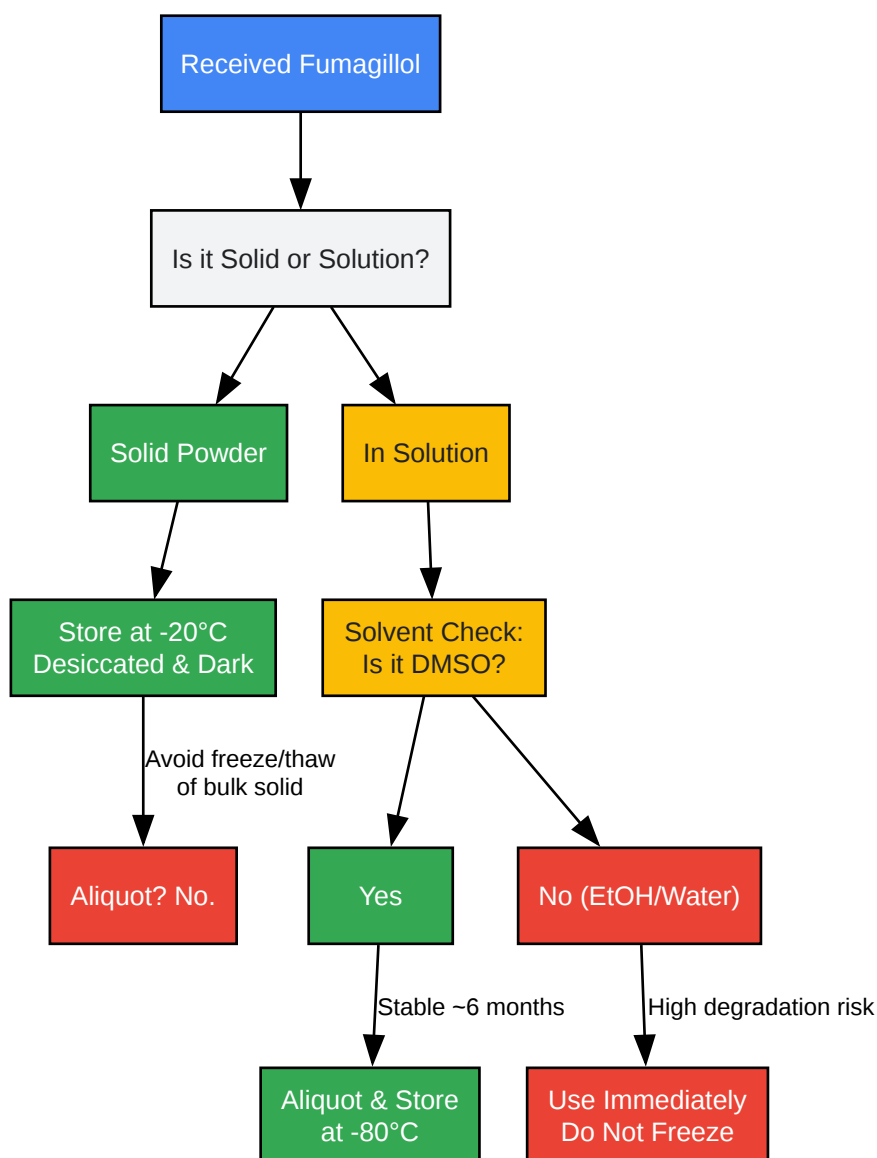 Received Fumagillol
Is it Solid or Solution?
Solid Powder
In Solution
Store at -20°C
Desiccated & Dark
Solvent Check:
Is it DMSO?
Avoid freeze/thaw
of bulk solid
Aliquot? No.
Yes
No (EtOH/Water)
Stable ~6 months
High degradation risk
Aliquot & Store
at -80°C
Use Immediately
Do Not Freeze